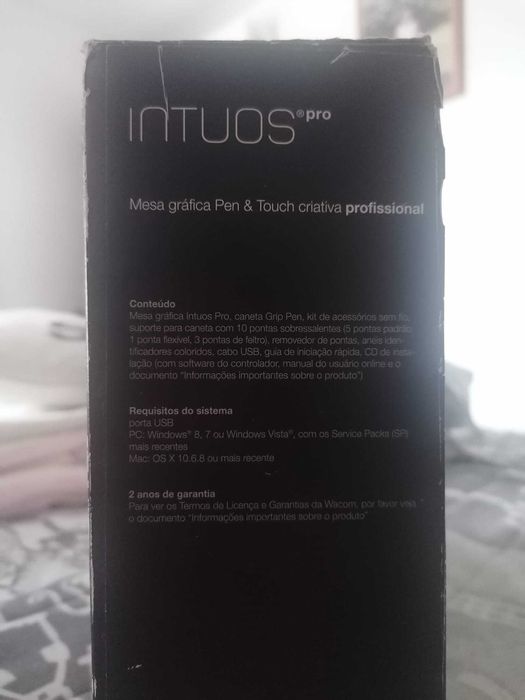 INTUOS®pro
Mesa gráfica Pen & Touch criativa profissional
Conteúdo
Mesa gráfica Intuos Pro, caneta Grip Pen, kit de acessórios sem fio,
suporte para caneta com 10 pontas sobressalentes (5 pontas padrão,
1 ponta flexível, 3 pontas de feltro), removedor de pontas, anéis iden-
tificadores coloridos, cabo USB, guia de iniciação rápida, CD de insta-
lação (com software do controlador, manual do usuário online e o
documento "Informações importantes sobre o produto")
Requisitos do sistema
porta USB
PC: Windows® 8, 7 ou Windows Vista®, com os Service Packs (SP)
mais recentes
Mac: OS X 10.6.8 ou mais recente
2 anos de garantia
Para ver os Termos de Licença e Garantias da Wacom, por favor veja
o documento "Informações importantes sobre o produto"